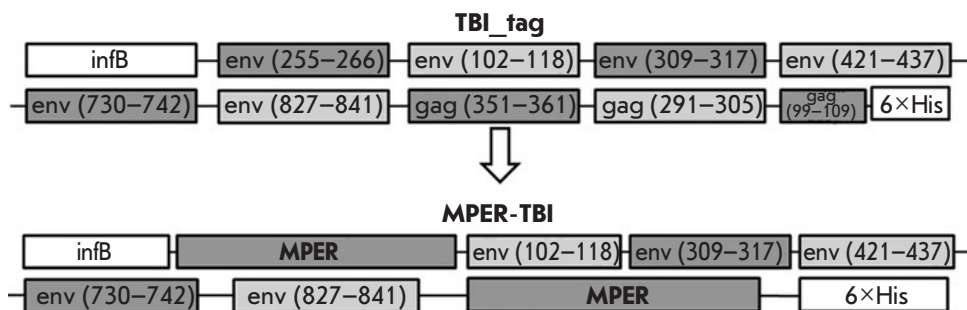 TBI_tag
infB env (255–266) env (102–118) env (309–317) env (421–437)
env (730–742) env (827–841) gag (351–361) gag (291–305) gag (99–109) 6×His
MPER-TBI
infB MPER env (102–118) env (309–317) env (421–437)
env (730–742) env (827–841) MPER 6×His